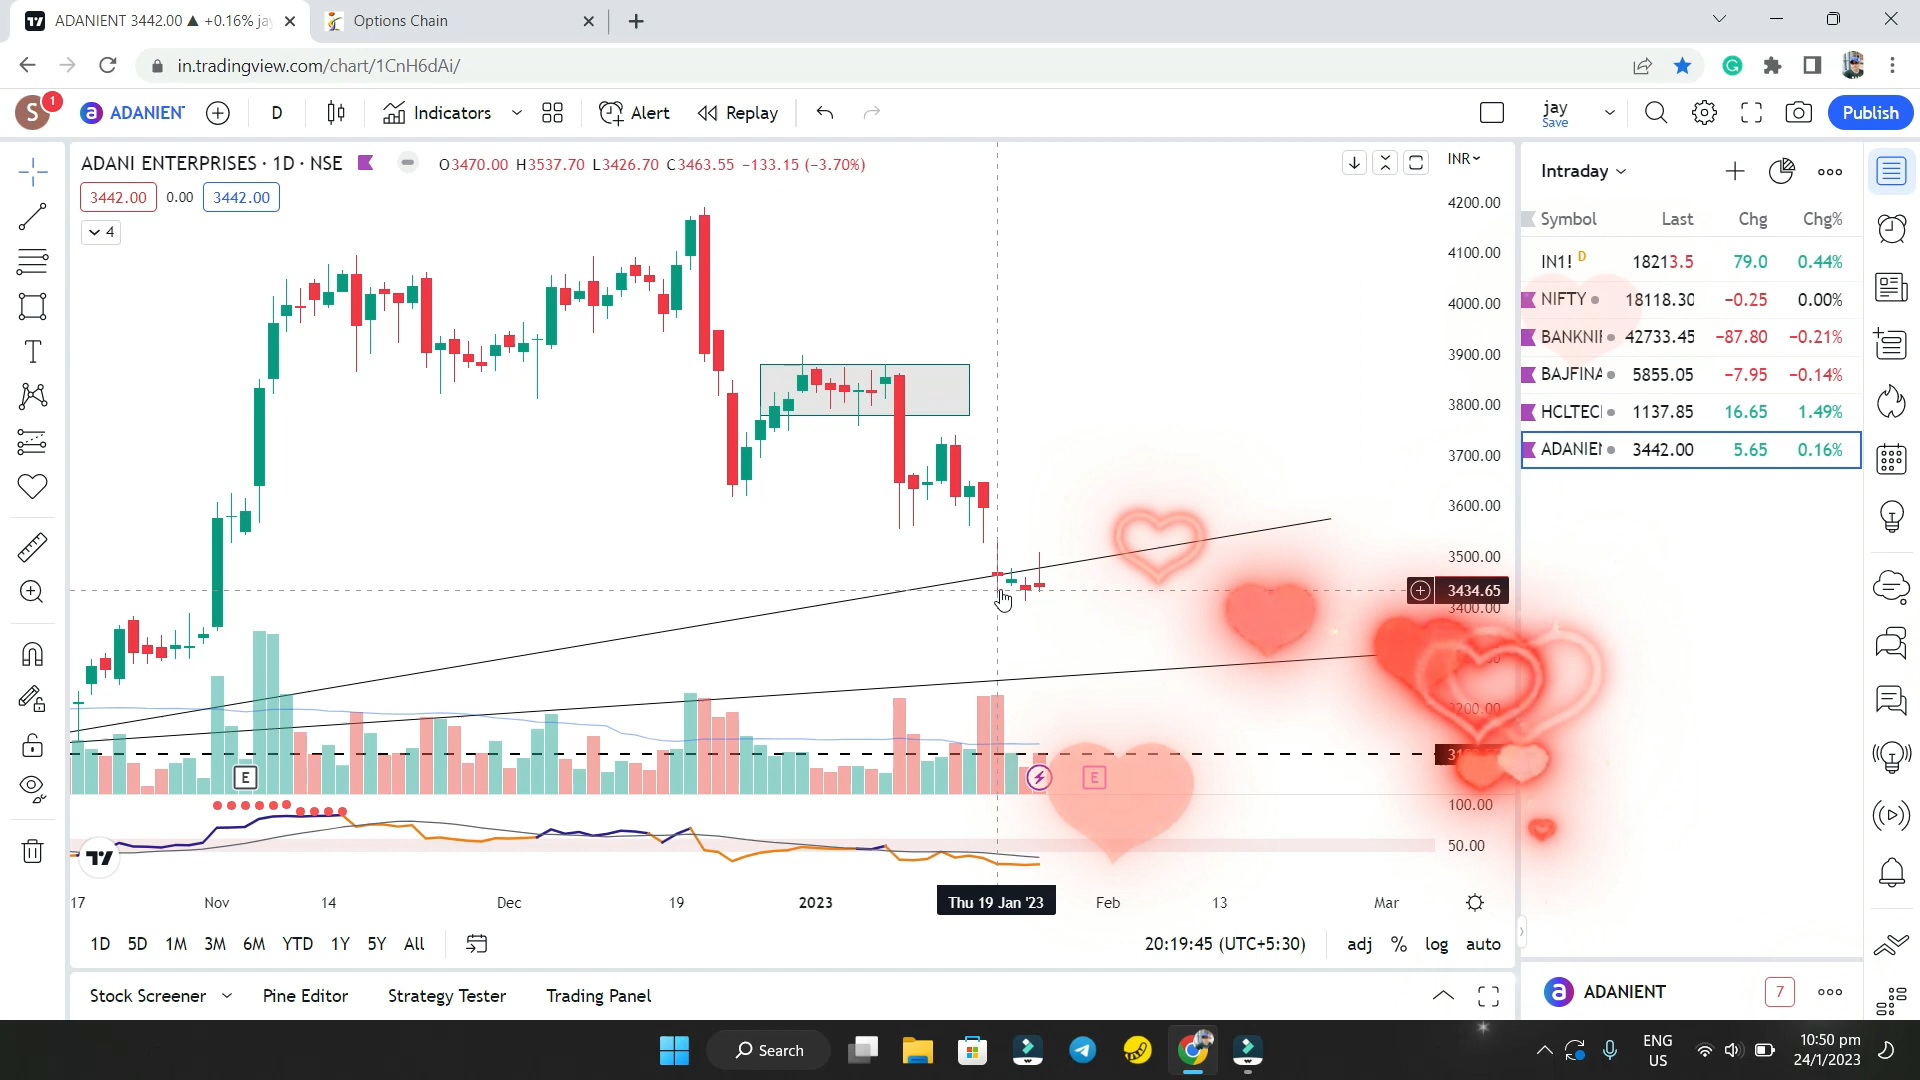 ADANIENT 3442.00 ▲ +0.16% ja
Options Chain
in.tradingview.com/chart/1CnH6dAi/
S 1
ADANIENT
D
Indicators
Alert
Replay
jay
Save
Publish
ADANI ENTERPRISES · 1D · NSE
O3470.00 H3537.70 L3426.70 C3463.55 −133.15 (−3.70%)
INR
3442.00 0.00 3442.00
4
4200.00
4100.00
4000.00
3900.00
3800.00
3700.00
3600.00
3500.00
3434.65
3400.00
100.00
50.00
E
E
17 Nov 14 Dec 19 2023 Thu 19 Jan '23 Feb 13 Mar
1D 5D 1M 3M 6M YTD 1Y 5Y All
20:19:45 (UTC+5:30) adj % log auto
Stock Screener Pine Editor Strategy Tester Trading Panel
Intraday
Symbol Last Chg Chg%
IN1! D 18213.5 79.0 0.44%
NIFTY 18118.30 −0.25 0.00%
BANKNIF 42733.45 −87.80 −0.21%
BAJFINA 5855.05 −7.95 −0.14%
HCLTECH 1137.85 16.65 1.49%
ADANIEN 3442.00 5.65 0.16%
ADANIENT 7
Search
ENG
US
10:50 pm
24/1/2023